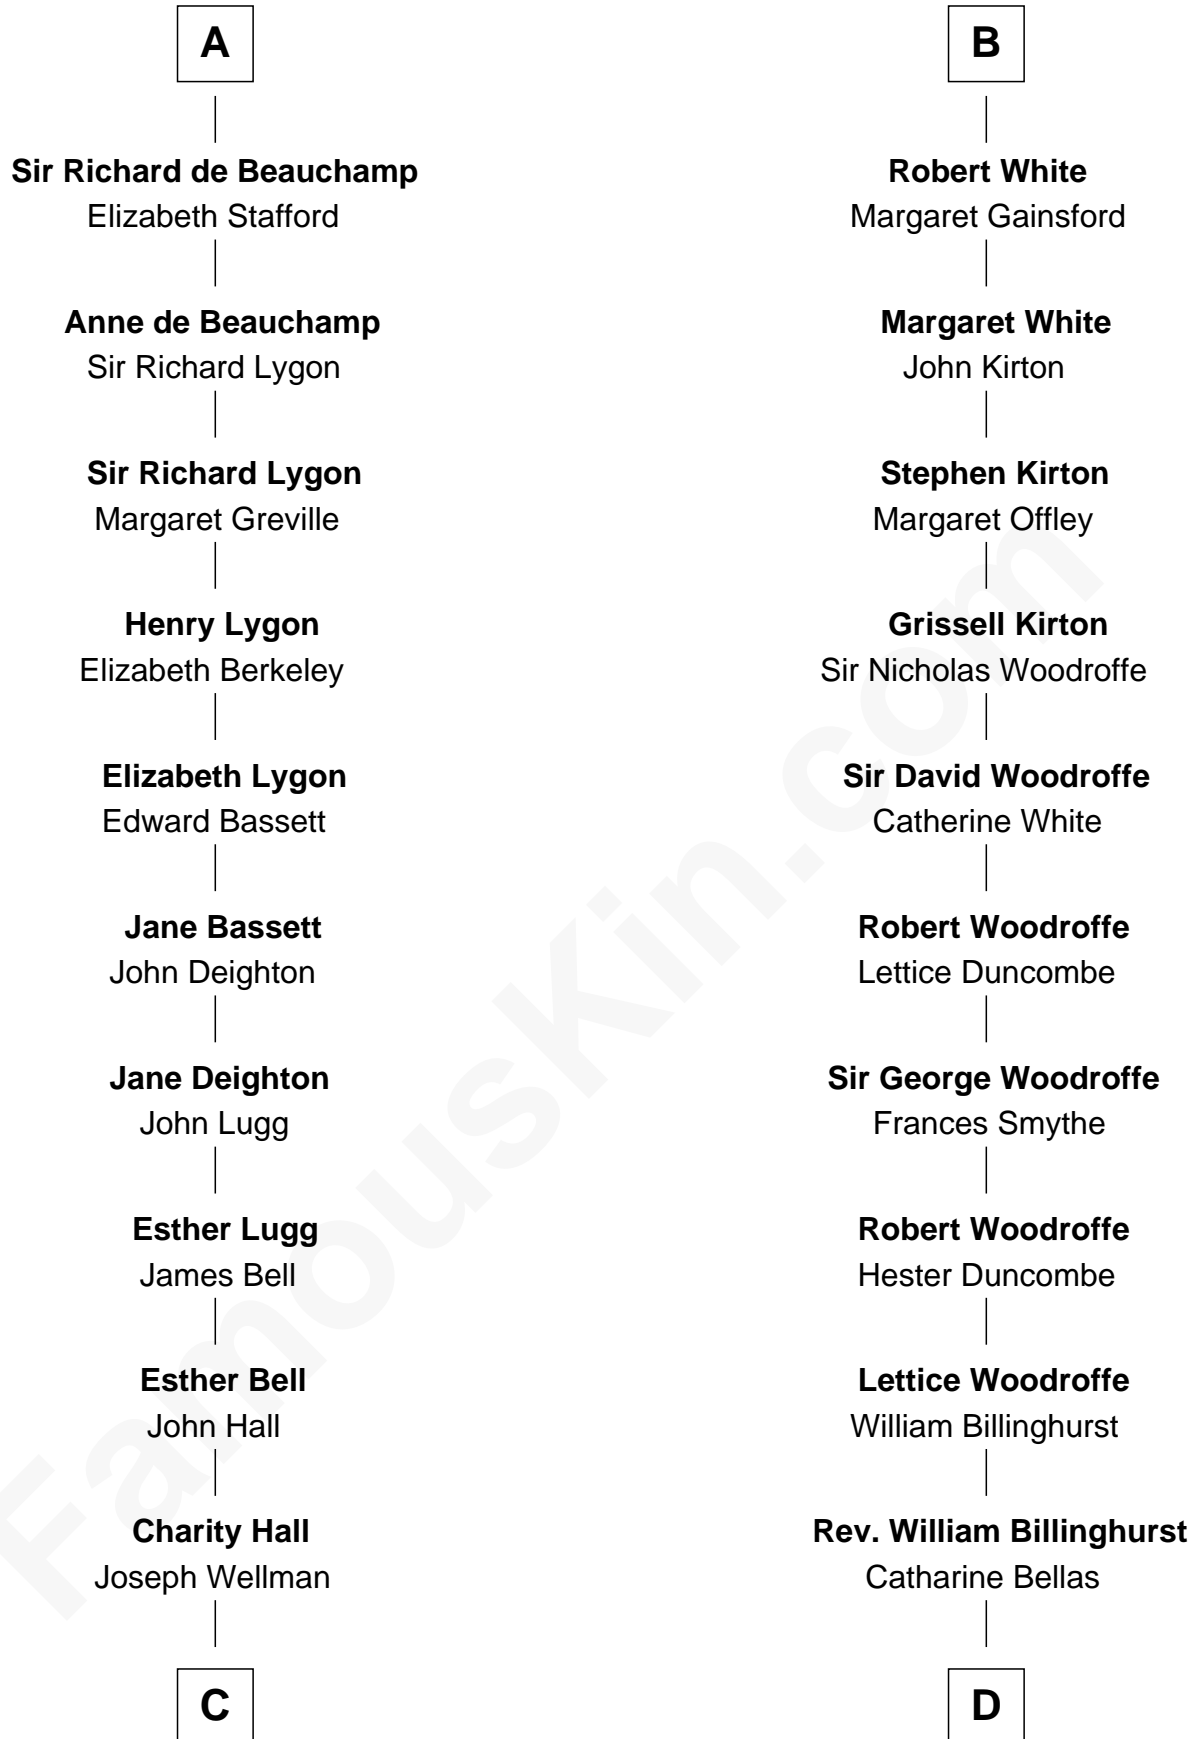 A
Sir Richard de Beauchamp
Elizabeth Stafford
Anne de Beauchamp
Sir Richard Lygon
Sir Richard Lygon
Margaret Greville
Henry Lygon
Elizabeth Berkeley
Elizabeth Lygon
Edward Bassett
Jane Bassett
John Deighton
Jane Deighton
John Lugg
Esther Lugg
James Bell
Esther Bell
John Hall
Charity Hall
Joseph Wellman
C
B
Robert White
Margaret Gainsford
Margaret White
John Kirton
Stephen Kirton
Margaret Offley
Grissell Kirton
Sir Nicholas Woodroffe
Sir David Woodroffe
Catherine White
Robert Woodroffe
Lettice Duncombe
Sir George Woodroffe
Frances Smythe
Robert Woodroffe
Hester Duncombe
Lettice Woodroffe
William Billinghurst
Rev. William Billinghurst
Catharine Bellas
D
FamousKin.com